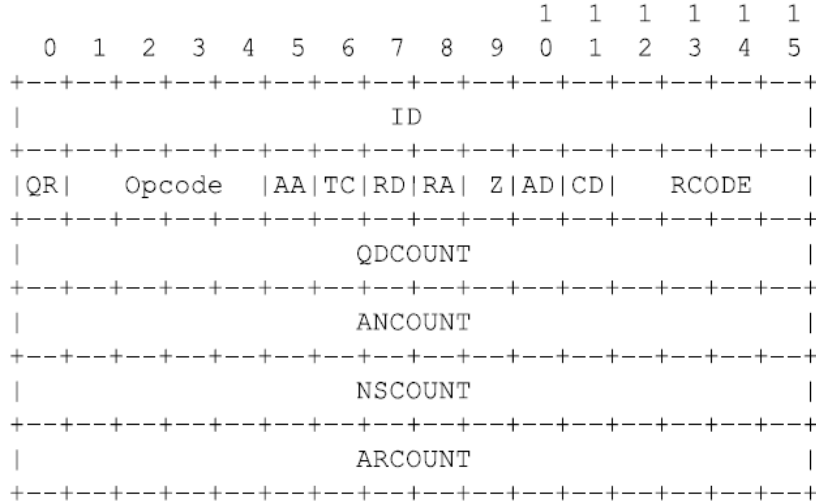 1  1  1  1  1  1
  0  1  2  3  4  5  6  7  8  9  0  1  2  3  4  5
+--+--+--+--+--+--+--+--+--+--+--+--+--+--+--+--+
|                      ID                       |
+--+--+--+--+--+--+--+--+--+--+--+--+--+--+--+--+
|QR|   Opcode  |AA|TC|RD|RA| Z|AD|CD|   RCODE   |
+--+--+--+--+--+--+--+--+--+--+--+--+--+--+--+--+
|                    QDCOUNT                    |
+--+--+--+--+--+--+--+--+--+--+--+--+--+--+--+--+
|                    ANCOUNT                    |
+--+--+--+--+--+--+--+--+--+--+--+--+--+--+--+--+
|                    NSCOUNT                    |
+--+--+--+--+--+--+--+--+--+--+--+--+--+--+--+--+
|                    ARCOUNT                    |
+--+--+--+--+--+--+--+--+--+--+--+--+--+--+--+--+